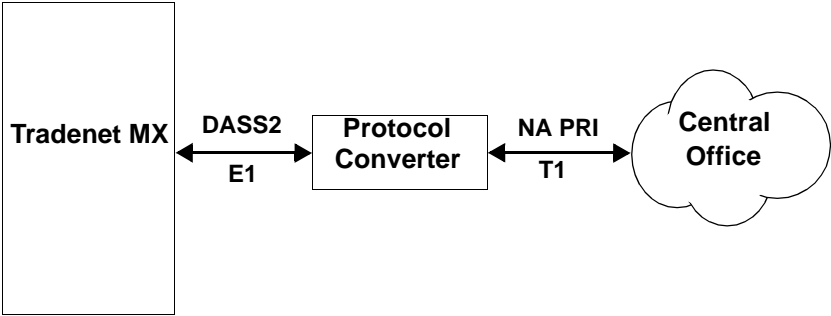 Tradenet MX
DASS2
E1
Protocol
Converter
NA PRI
T1
Central
Office